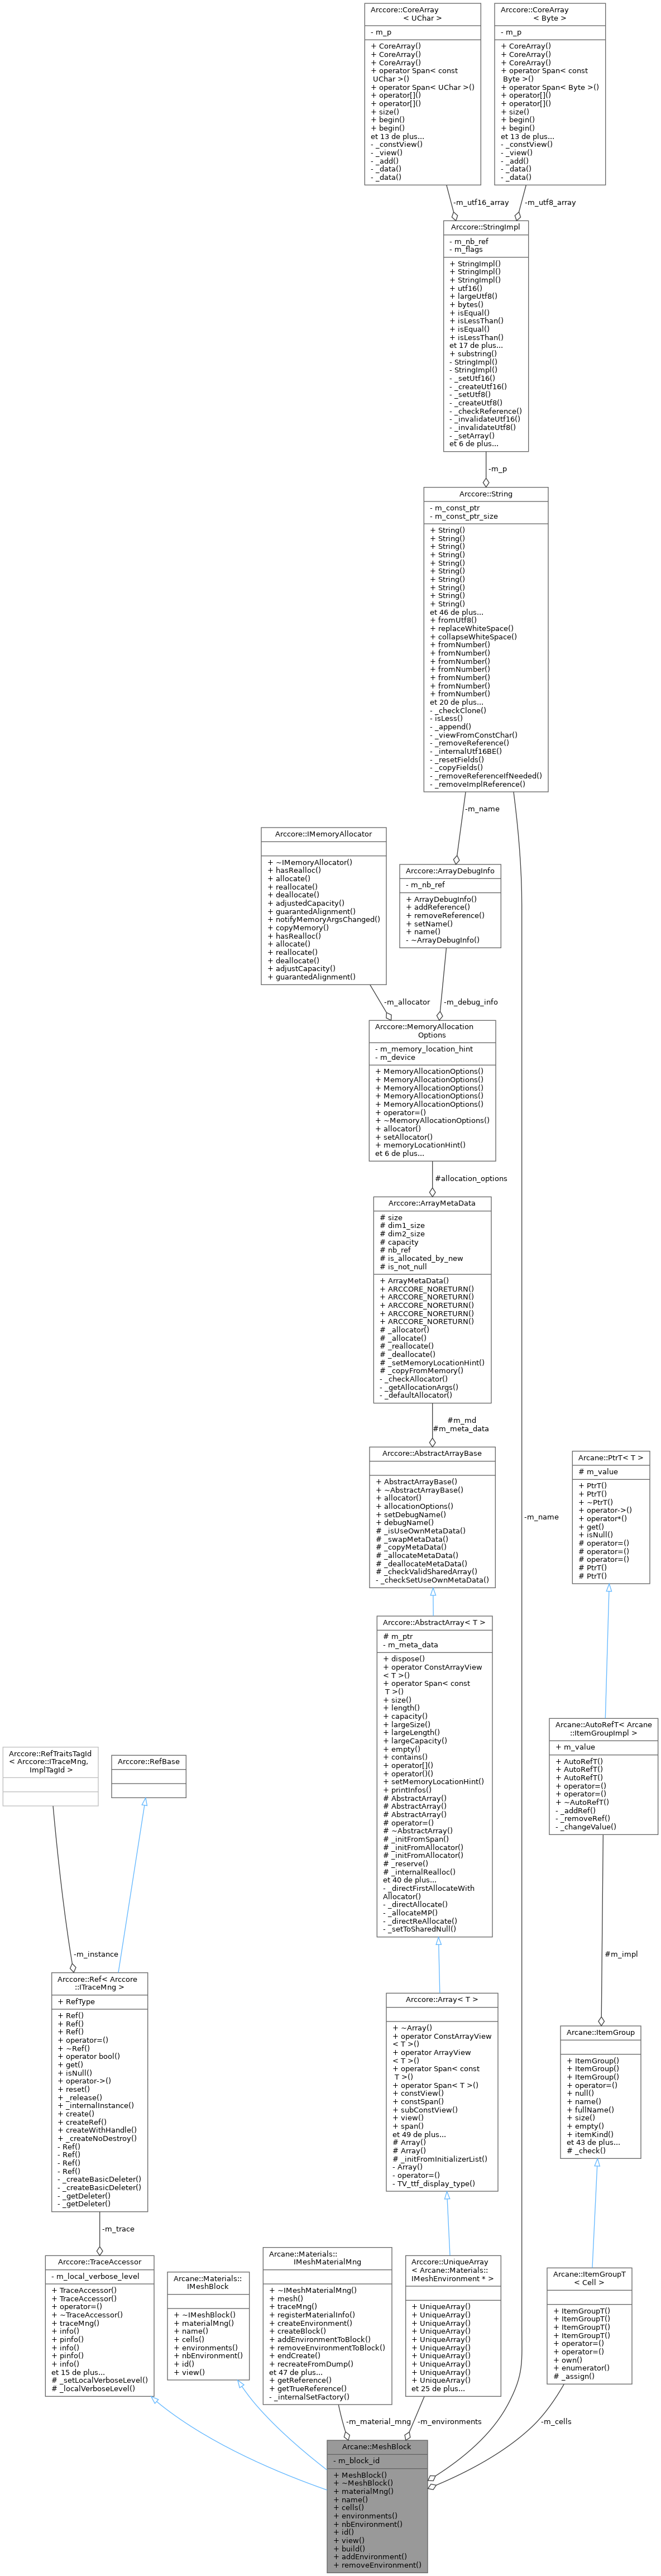 Arccore::CoreArray
< UChar >
- m_p
+ CoreArray()
+ CoreArray()
+ CoreArray()
+ operator Span< const
UChar >()
+ operator Span< UChar >()
+ operator[]()
+ operator[]()
+ size()
+ begin()
+ begin()
et 13 de plus...
- _constView()
- _view()
- _add()
- _data()
- _data()
Arccore::CoreArray
< Byte >
- m_p
+ CoreArray()
+ CoreArray()
+ CoreArray()
+ operator Span< const
Byte >()
+ operator Span< Byte >()
+ operator[]()
+ operator[]()
+ size()
+ begin()
+ begin()
et 13 de plus...
- _constView()
- _view()
- _add()
- _data()
- _data()
-m_utf16_array
-m_utf8_array
Arccore::StringImpl
- m_nb_ref
- m_flags
+ StringImpl()
+ StringImpl()
+ StringImpl()
+ utf16()
+ largeUtf8()
+ bytes()
+ isEqual()
+ isLessThan()
+ isEqual()
+ isLessThan()
et 17 de plus...
+ substring()
- StringImpl()
- StringImpl()
- _setUtf16()
- _createUtf16()
- _setUtf8()
- _createUtf8()
- _checkReference()
- _invalidateUtf16()
- _invalidateUtf8()
- _setArray()
et 6 de plus...
-m_p
Arccore::String
- m_const_ptr
- m_const_ptr_size
+ String()
+ String()
+ String()
+ String()
+ String()
+ String()
+ String()
+ String()
+ String()
+ String()
et 46 de plus...
+ fromUtf8()
+ replaceWhiteSpace()
+ collapseWhiteSpace()
+ fromNumber()
+ fromNumber()
+ fromNumber()
+ fromNumber()
+ fromNumber()
+ fromNumber()
+ fromNumber()
et 20 de plus...
- _checkClone()
- isLess()
- _append()
- _viewFromConstChar()
- _removeReference()
- _internalUtf16BE()
- _resetFields()
- _copyFields()
- _removeReferenceIfNeeded()
- _removeImplReference()
-m_name
Arccore::IMemoryAllocator
+ ~IMemoryAllocator()
+ hasRealloc()
+ allocate()
+ reallocate()
+ deallocate()
+ adjustedCapacity()
+ guarantedAlignment()
+ notifyMemoryArgsChanged()
+ copyMemory()
+ hasRealloc()
+ allocate()
+ reallocate()
+ deallocate()
+ adjustCapacity()
+ guarantedAlignment()
Arccore::ArrayDebugInfo
- m_nb_ref
+ ArrayDebugInfo()
+ addReference()
+ removeReference()
+ setName()
+ name()
- ~ArrayDebugInfo()
-m_allocator
-m_debug_info
Arccore::MemoryAllocation
Options
- m_memory_location_hint
- m_device
+ MemoryAllocationOptions()
+ MemoryAllocationOptions()
+ MemoryAllocationOptions()
+ MemoryAllocationOptions()
+ MemoryAllocationOptions()
+ operator=()
+ ~MemoryAllocationOptions()
+ allocator()
+ setAllocator()
+ memoryLocationHint()
et 6 de plus...
#allocation_options
Arccore::ArrayMetaData
# size
# dim1_size
# dim2_size
# capacity
# nb_ref
# is_allocated_by_new
# is_not_null
+ ArrayMetaData()
+ ARCCORE_NORETURN()
+ ARCCORE_NORETURN()
+ ARCCORE_NORETURN()
+ ARCCORE_NORETURN()
+ ARCCORE_NORETURN()
# _allocator()
# _allocate()
# _reallocate()
# _deallocate()
# _setMemoryLocationHint()
# _copyFromMemory()
- _checkAllocator()
- _getAllocationArgs()
- _defaultAllocator()
#m_md
#m_meta_data
Arccore::AbstractArrayBase
+ AbstractArrayBase()
+ ~AbstractArrayBase()
+ allocator()
+ allocationOptions()
+ setDebugName()
+ debugName()
# _isUseOwnMetaData()
# _swapMetaData()
# _copyMetaData()
# _allocateMetaData()
# _deallocateMetaData()
# _checkValidSharedArray()
- _checkSetUseOwnMetaData()
-m_name
Arcane::PtrT< T >
# m_value
+ PtrT()
+ PtrT()
+ ~PtrT()
+ operator->()
+ operator*()
+ get()
+ isNull()
# operator=()
# operator=()
# operator=()
# PtrT()
# PtrT()
Arccore::AbstractArray< T >
# m_ptr
- m_meta_data
+ dispose()
+ operator ConstArrayView
< T >()
+ operator Span< const
T >()
+ size()
+ length()
+ capacity()
+ largeSize()
+ largeLength()
+ largeCapacity()
+ empty()
+ contains()
+ operator[]()
+ operator()()
+ setMemoryLocationHint()
+ printInfos()
# AbstractArray()
# AbstractArray()
# AbstractArray()
# operator=()
# ~AbstractArray()
# _initFromSpan()
# _initFromAllocator()
# _initFromAllocator()
# _reserve()
# _internalRealloc()
et 40 de plus...
- _directFirstAllocateWith
Allocator()
- _directAllocate()
- _allocateMP()
- _directReAllocate()
- _setToSharedNull()
Arcane::AutoRefT< Arcane
::ItemGroupImpl >
+ m_value
+ AutoRefT()
+ AutoRefT()
+ AutoRefT()
+ operator=()
+ operator=()
+ ~AutoRefT()
- _addRef()
- _removeRef()
- _changeValue()
Arccore::RefTraitsTagId
< Arccore::ITraceMng,
ImplTagId >
Arccore::RefBase
-m_instance
#m_impl
Arccore::Ref< Arccore
::ITraceMng >
+ RefType
+ Ref()
+ Ref()
+ Ref()
+ operator=()
+ ~Ref()
+ operator bool()
+ get()
+ isNull()
+ operator->()
+ reset()
+ _release()
+ _internalInstance()
+ create()
+ createRef()
+ createWithHandle()
+ _createNoDestroy()
- Ref()
- Ref()
- Ref()
- Ref()
- _createBasicDeleter()
- _createBasicDeleter()
- _getDeleter()
- _getDeleter()
Arccore::Array< T >
+ ~Array()
+ operator ConstArrayView
< T >()
+ operator ArrayView
< T >()
+ operator Span< const
T >()
+ operator Span< T >()
+ constView()
+ constSpan()
+ subConstView()
+ view()
+ span()
et 49 de plus...
# Array()
# Array()
# _initFromInitializerList()
- Array()
- operator=()
- TV_ttf_display_type()
Arcane::ItemGroup
+ ItemGroup()
+ ItemGroup()
+ ItemGroup()
+ operator=()
+ null()
+ name()
+ fullName()
+ size()
+ empty()
+ itemKind()
et 43 de plus...
# _check()
-m_trace
Arccore::TraceAccessor
- m_local_verbose_level
+ TraceAccessor()
+ TraceAccessor()
+ operator=()
+ ~TraceAccessor()
+ traceMng()
+ info()
+ pinfo()
+ info()
+ pinfo()
+ info()
et 15 de plus...
# _setLocalVerboseLevel()
# _localVerboseLevel()
Arcane::Materials::
IMeshBlock
+ ~IMeshBlock()
+ materialMng()
+ name()
+ cells()
+ environments()
+ nbEnvironment()
+ id()
+ view()
Arcane::Materials::
IMeshMaterialMng
+ ~IMeshMaterialMng()
+ mesh()
+ traceMng()
+ registerMaterialInfo()
+ createEnvironment()
+ createBlock()
+ addEnvironmentToBlock()
+ removeEnvironmentToBlock()
+ endCreate()
+ recreateFromDump()
et 47 de plus...
+ getReference()
+ getTrueReference()
- _internalSetFactory()
Arccore::UniqueArray
< Arcane::Materials::
IMeshEnvironment * >
+ UniqueArray()
+ UniqueArray()
+ UniqueArray()
+ UniqueArray()
+ UniqueArray()
+ UniqueArray()
+ UniqueArray()
+ UniqueArray()
+ UniqueArray()
+ UniqueArray()
et 25 de plus...
Arcane::ItemGroupT
< Cell >
+ ItemGroupT()
+ ItemGroupT()
+ ItemGroupT()
+ ItemGroupT()
+ operator=()
+ operator=()
+ own()
+ enumerator()
# _assign()
-m_material_mng
-m_environments
-m_cells
Arcane::MeshBlock
- m_block_id
+ MeshBlock()
+ ~MeshBlock()
+ materialMng()
+ name()
+ cells()
+ environments()
+ nbEnvironment()
+ id()
+ view()
+ build()
+ addEnvironment()
+ removeEnvironment()